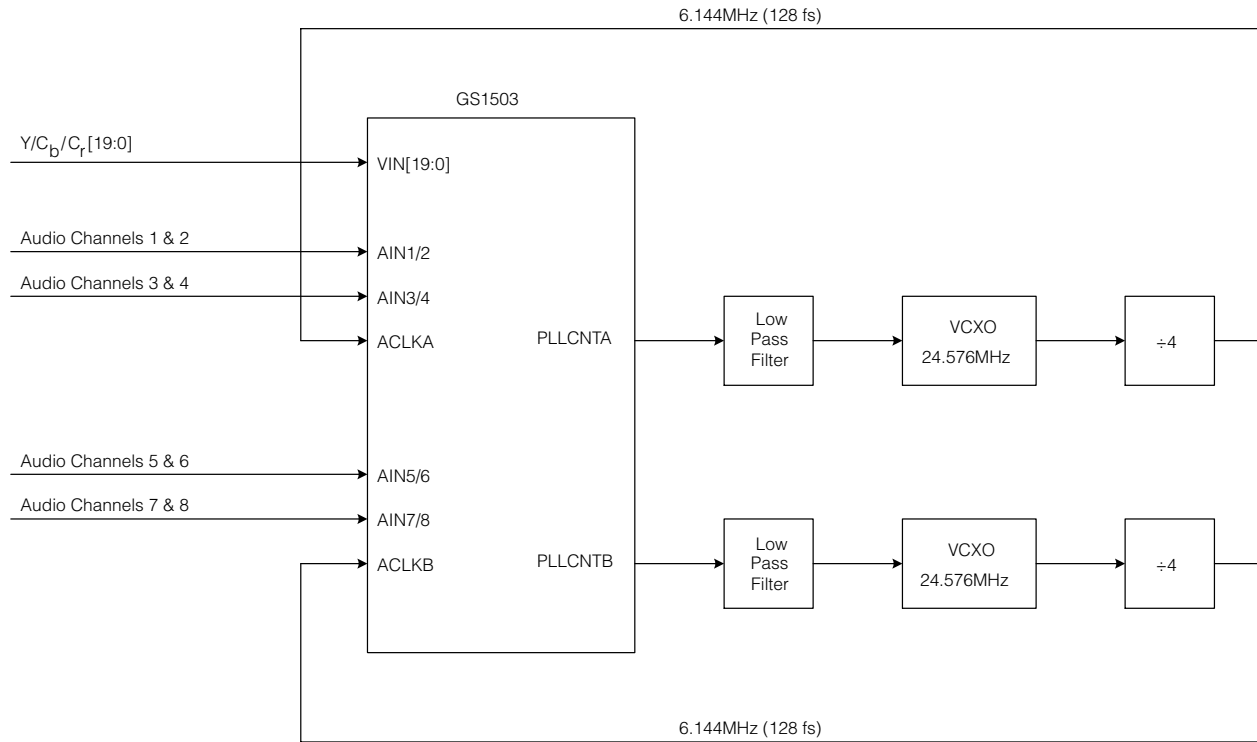 6.144MHz (128 fs)
GS1503
Y/Cb/Cr[19:0]
VIN[19:0]
Audio Channels 1 & 2
AIN1/2
Audio Channels 3 & 4
AIN3/4
ACLKA
PLLCNTA
Low
Pass
Filter
VCXO
24.576MHz
÷4
Audio Channels 5 & 6
AIN5/6
Audio Channels 7 & 8
AIN7/8
ACLKB
PLLCNTB
Low
Pass
Filter
VCXO
24.576MHz
÷4
6.144MHz (128 fs)